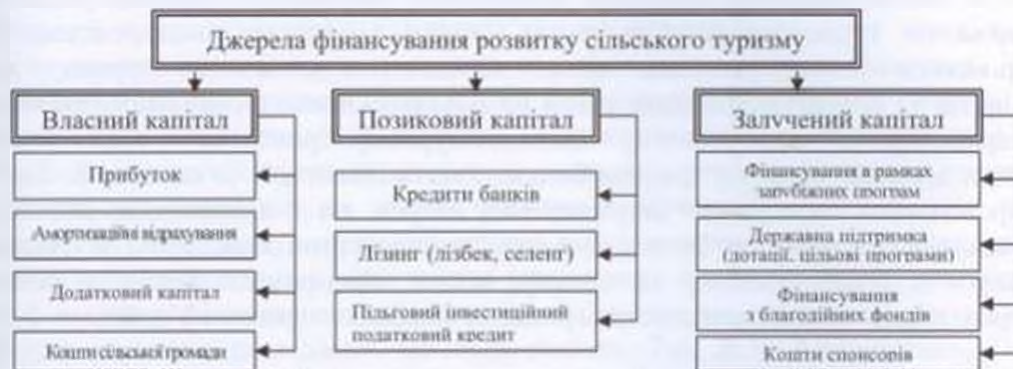 Джерела фінансування розвитку сільського туризму
Власний капітал
Прибуток
Амортизаційні відрахування
Додатковий капітал
Кошти сільської громади
Позиковий капітал
Кредити банків
Лізинг (лізбек, селенг)
Пільговий інвестиційний
податковий кредит
Залучений капітал
Фінансування в рамках
зарубіжних програм
Державна підтримка
(дотації, цільові програми)
Фінансування
з благодійних фондів
Кошти спонсорів